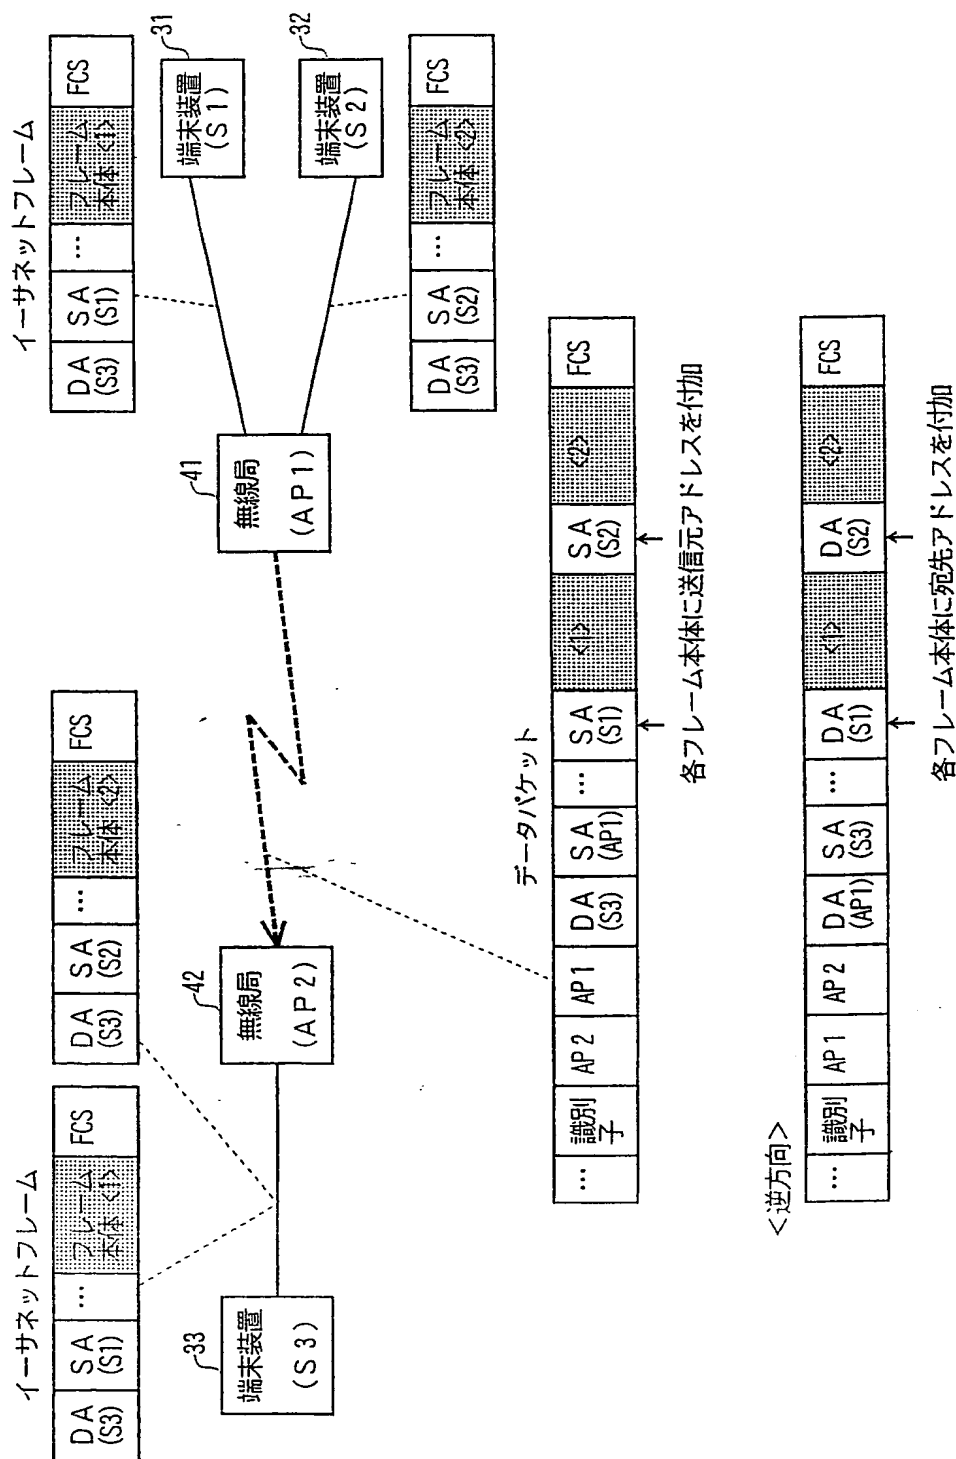 イーサネットフレーム
DA
(S3)
SA
(S1)
…
フレーム
本体 <1>
FCS
DA
(S3)
SA
(S2)
…
フレーム
本体 <2>
FCS
イーサネットフレーム
DA
(S3)
SA
(S1)
…
フレーム
本体 <1>
FCS
33
端末装置
(S3)
42
無線局
(AP2)
41
無線局
(AP1)
31
端末装置
(S1)
32
端末装置
(S2)
DA
(S3)
SA
(S2)
…
フレーム
本体 <2>
FCS
データパケット
…
識別
子
AP2
AP1
DA
(S3)
SA
(AP1)
…
SA
(S1)
<1>
SA
(S2)
<2>
FCS
各フレーム本体に送信元アドレスを付加
<逆方向>
…
識別
子
AP1
AP2
DA
(AP1)
SA
(S3)
…
DA
(S1)
<1>
DA
(S2)
<2>
FCS
各フレーム本体に宛先アドレスを付加